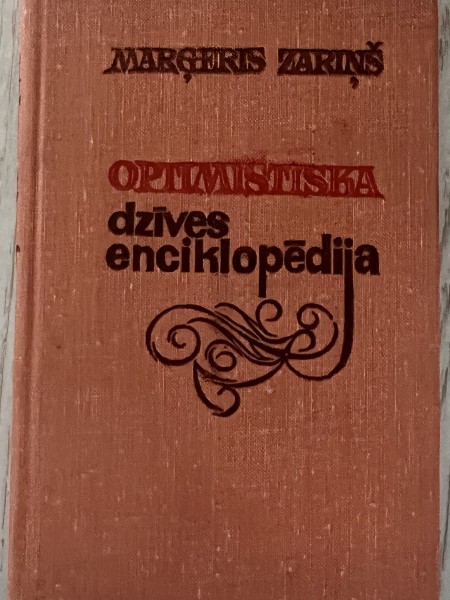 MARĢERIS ZARIŅŠ
OPTIMISTISKA
dzīves
enciklopēdija